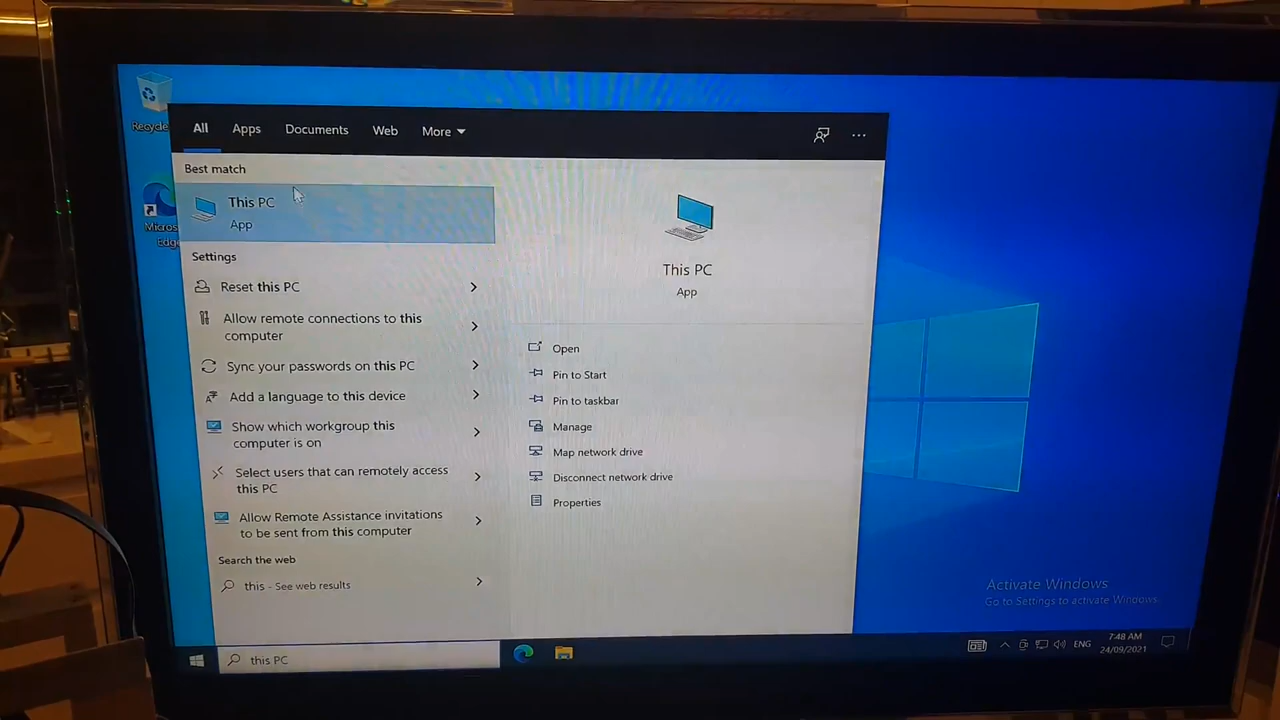 Recycle
Micros
Edge
All Apps Documents Web More
Best match
This PC
App
Settings
Reset this PC
Allow remote connections to this
computer
Sync your passwords on this PC
Add a language to this device
Show which workgroup this
computer is on
Select users that can remotely access
this PC
Allow Remote Assistance invitations
to be sent from this computer
Search the web
this - See web results
This PC
App
Open
Pin to Start
Pin to taskbar
Manage
Map network drive
Disconnect network drive
Properties
Activate Windows
Go to Settings to activate Windows.
this PC
ENG
7:48 AM
24/09/2021